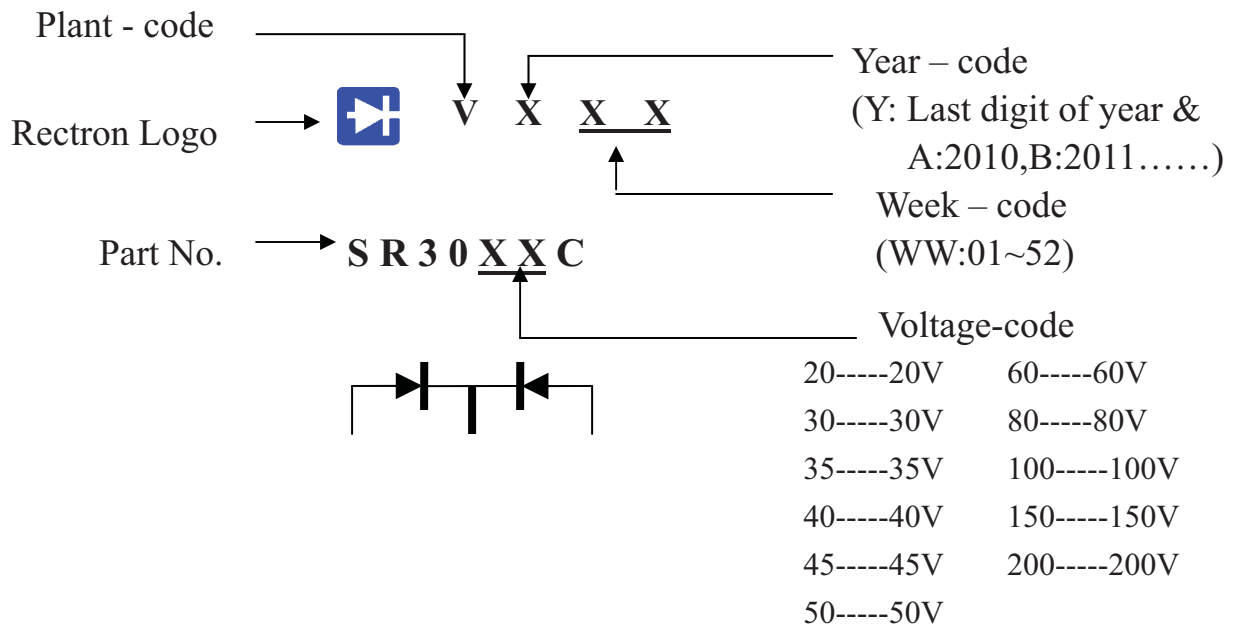 Plant - code
Year – code
(Y: Last digit of year &
A:2010,B:2011……)
Rectron Logo
V X X X
Week – code
(WW:01~52)
Part No.
S R 3 0 X X C
Voltage-code
20-----20V 60-----60V
30-----30V 80-----80V
35-----35V 100-----100V
40-----40V 150-----150V
45-----45V 200-----200V
50-----50V